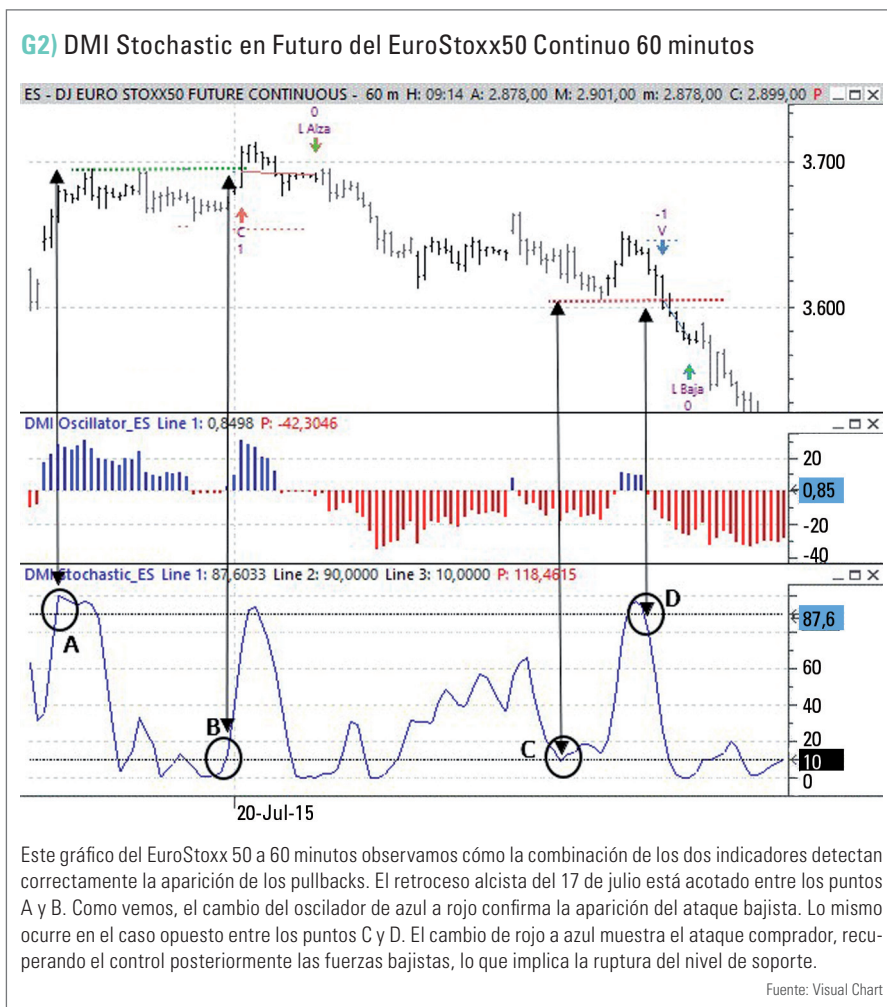 G2) DMI Stochastic en Futuro del EuroStoxx50 Continuo 60 minutos
ES - DJ EURO STOXX50 FUTURE CONTINUOUS - 60 m H: 09:14 A: 2.878,00 M: 2.901,00 m: 2.878,00 C: 2.899,00 P
0
L Alza
3.700
C
1
-1
V
3.600
L Baja
0
DMI Oscillator_ES Line 1: 0,8498 P: -42,3046
20
0,85
-20
-40
DMI Stochastic_ES Line 1: 87,6033 Line 2: 90,0000 Line 3: 10,0000 P: 118,4615
A
D
87,6
60
40
B
C
20
10
0
20-Jul-15
Este gráfico del EuroStoxx 50 a 60 minutos observamos cómo la combinación de los dos indicadores detectan
correctamente la aparición de los pullbacks. El retroceso alcista del 17 de julio está acotado entre los puntos
A y B. Como vemos, el cambio del oscilador de azul a rojo confirma la aparición del ataque bajista. Lo mismo
ocurre en el caso opuesto entre los puntos C y D. El cambio de rojo a azul muestra el ataque comprador, recu-
perando el control posteriormente las fuerzas bajistas, lo que implica la ruptura del nivel de soporte.
Fuente: Visual Chart